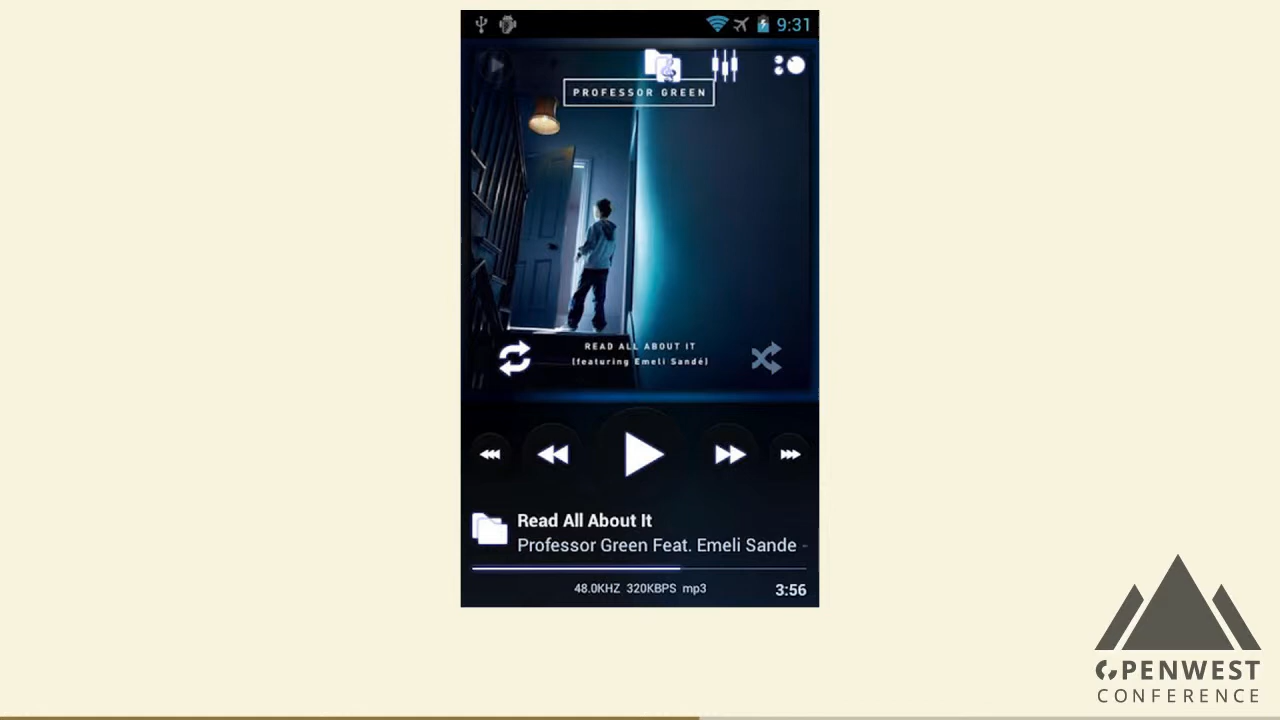 9:31
PROFESSOR GREEN
READ ALL ABOUT IT
(featuring Emeli Sandé)
Read All About It
Professor Green Feat. Emeli Sande -
48.0KHZ 320KBPS mp3
3:56
OPENWEST
CONFERENCE